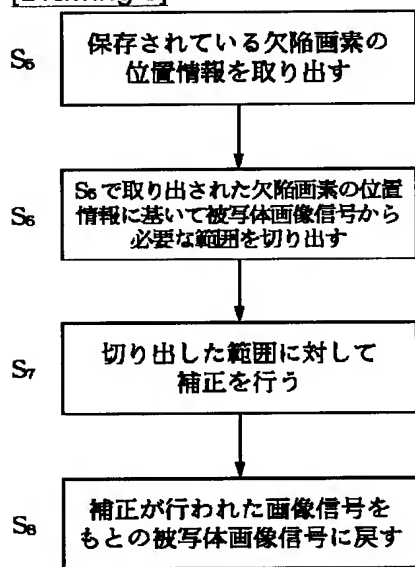 S₅
保存されている欠陥画素の
位置情報を取り出す
S₆
S₅で取り出された欠陥画素の位置
情報に基いて被写体画像信号から
必要な範囲を切り出す
S₇
切り出した範囲に対して
補正を行う
S₈
補正が行われた画像信号を
もとの被写体画像信号に戻す